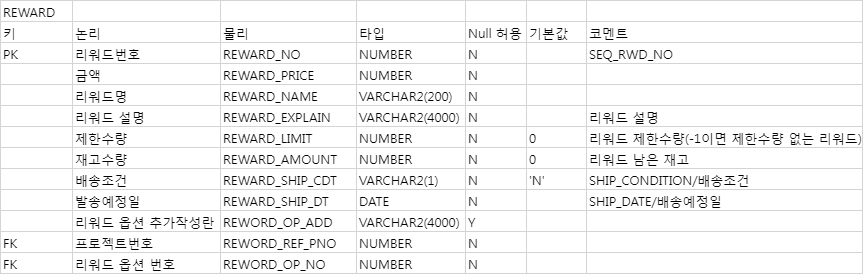 REWARD
키 논리 물리 타입 Null 허용 기본값 코멘트
PK 리워드번호 REWARD_NO NUMBER N SEQ_RWD_NO
금액 REWARD_PRICE NUMBER N
리워드명 REWARD_NAME VARCHAR2(200) N
리워드 설명 REWARD_EXPLAIN VARCHAR2(4000) N 리워드 설명
제한수량 REWARD_LIMIT NUMBER N 0 리워드 제한수량(-1이면 제한수량 없는 리워드)
재고수량 REWARD_AMOUNT NUMBER N 0 리워드 남은 재고
배송조건 REWARD_SHIP_CDT VARCHAR2(1) N 'N' SHIP_CONDITION/배송조건
발송예정일 REWARD_SHIP_DT DATE N SHIP_DATE/배송예정일
리워드 옵션 추가작성란 REWORD_OP_ADD VARCHAR2(4000) Y
FK 프로젝트번호 REWORD_REF_PNO NUMBER N
FK 리워드 옵션 번호 REWORD_OP_NO NUMBER N